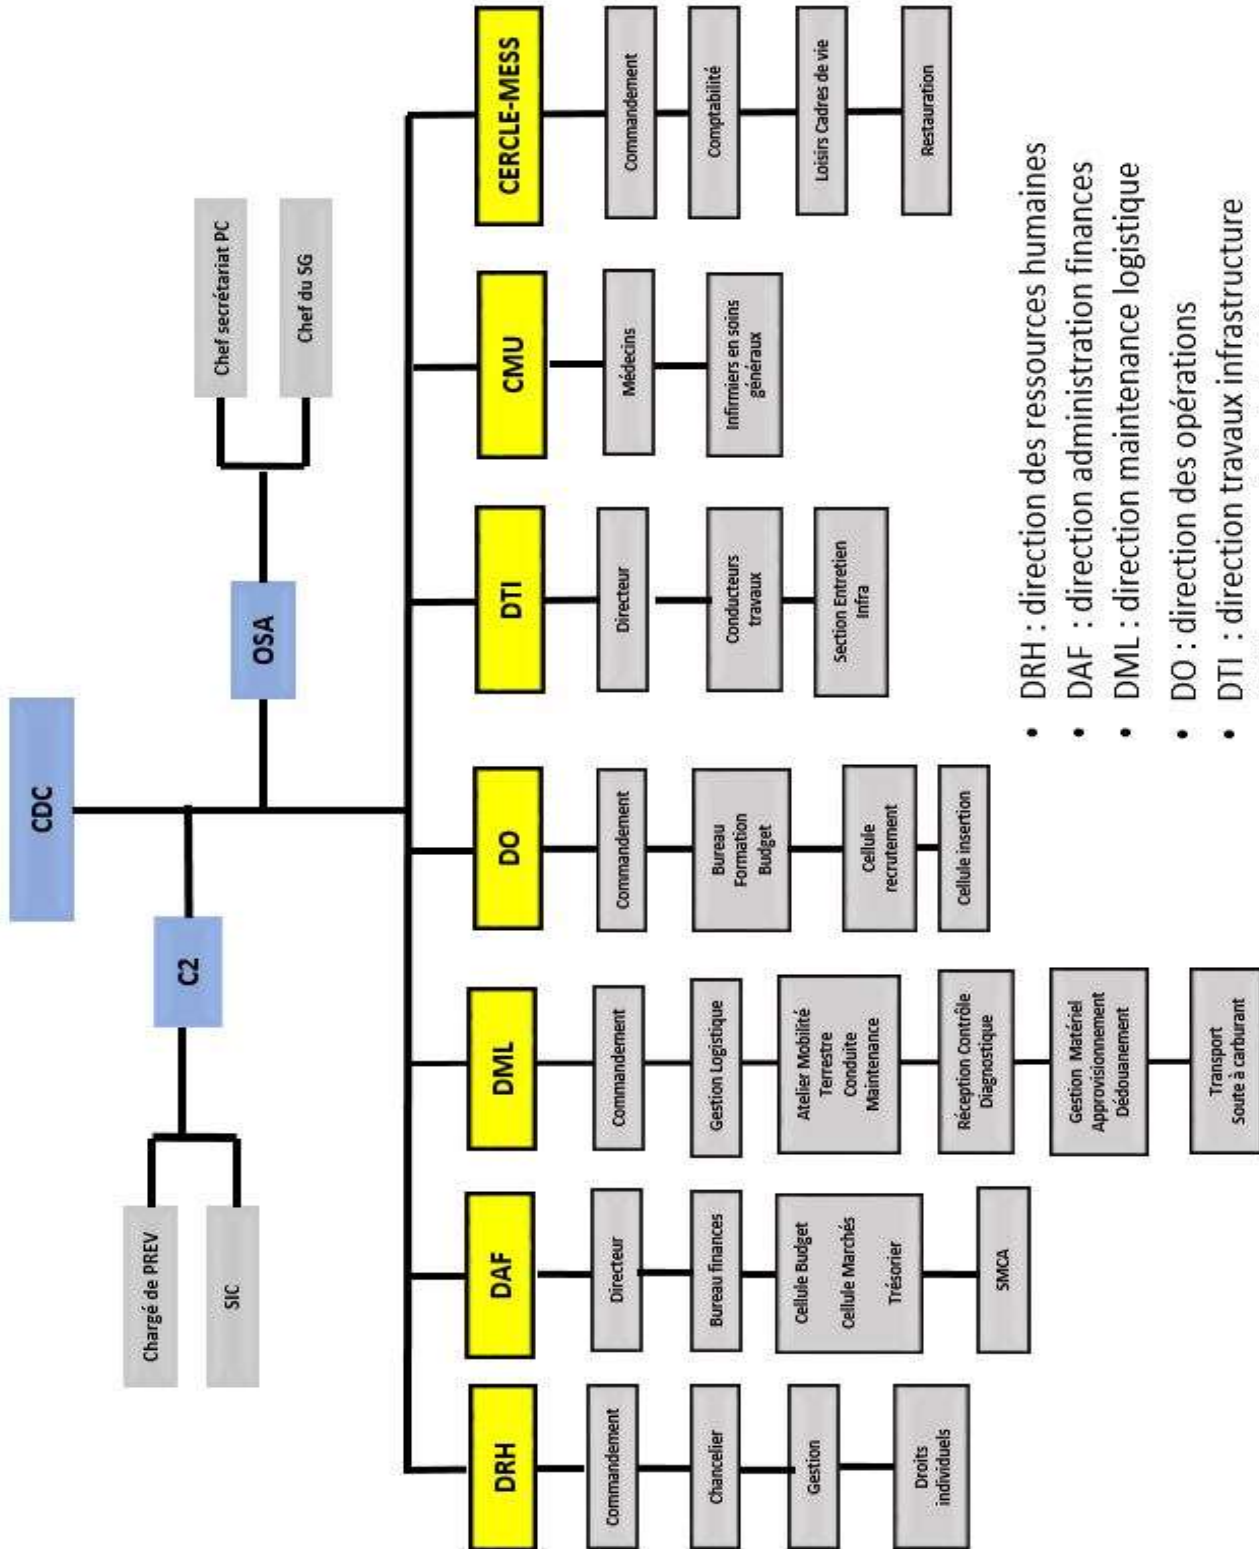 CDC
C2
OSA
Chargé de PREV
SIC
Chef secrétariat PC
Chef du SG
DRH
Commandement
Chancelier
Gestion
Droits
individuels
DAF
Directeur
Bureau finances
Cellule Budget
Cellule Marchés
Trésorier
SMCA
DML
Commandement
Gestion Logistique
Atelier Mobilité
Terrestre
Conduite
Maintenance
Réception Contrôle
Diagnostique
Gestion Matériel
Approvisionnement
Dédouanement
Transport
Soute à carburant
DO
Commandement
Bureau
Formation
Budget
Cellule
recrutement
Cellule insertion
DTI
Directeur
Conducteurs
travaux
Section Entretien
Infra
CMU
Médecins
Infirmiers en soins
généraux
CERCLE-MESS
Commandement
Comptabilité
Loisirs Cadres de vie
Restauration
• DRH : direction des ressources humaines
• DAF : direction administration finances
• DML : direction maintenance logistique
• DO : direction des opérations
• DTI : direction travaux infrastructure